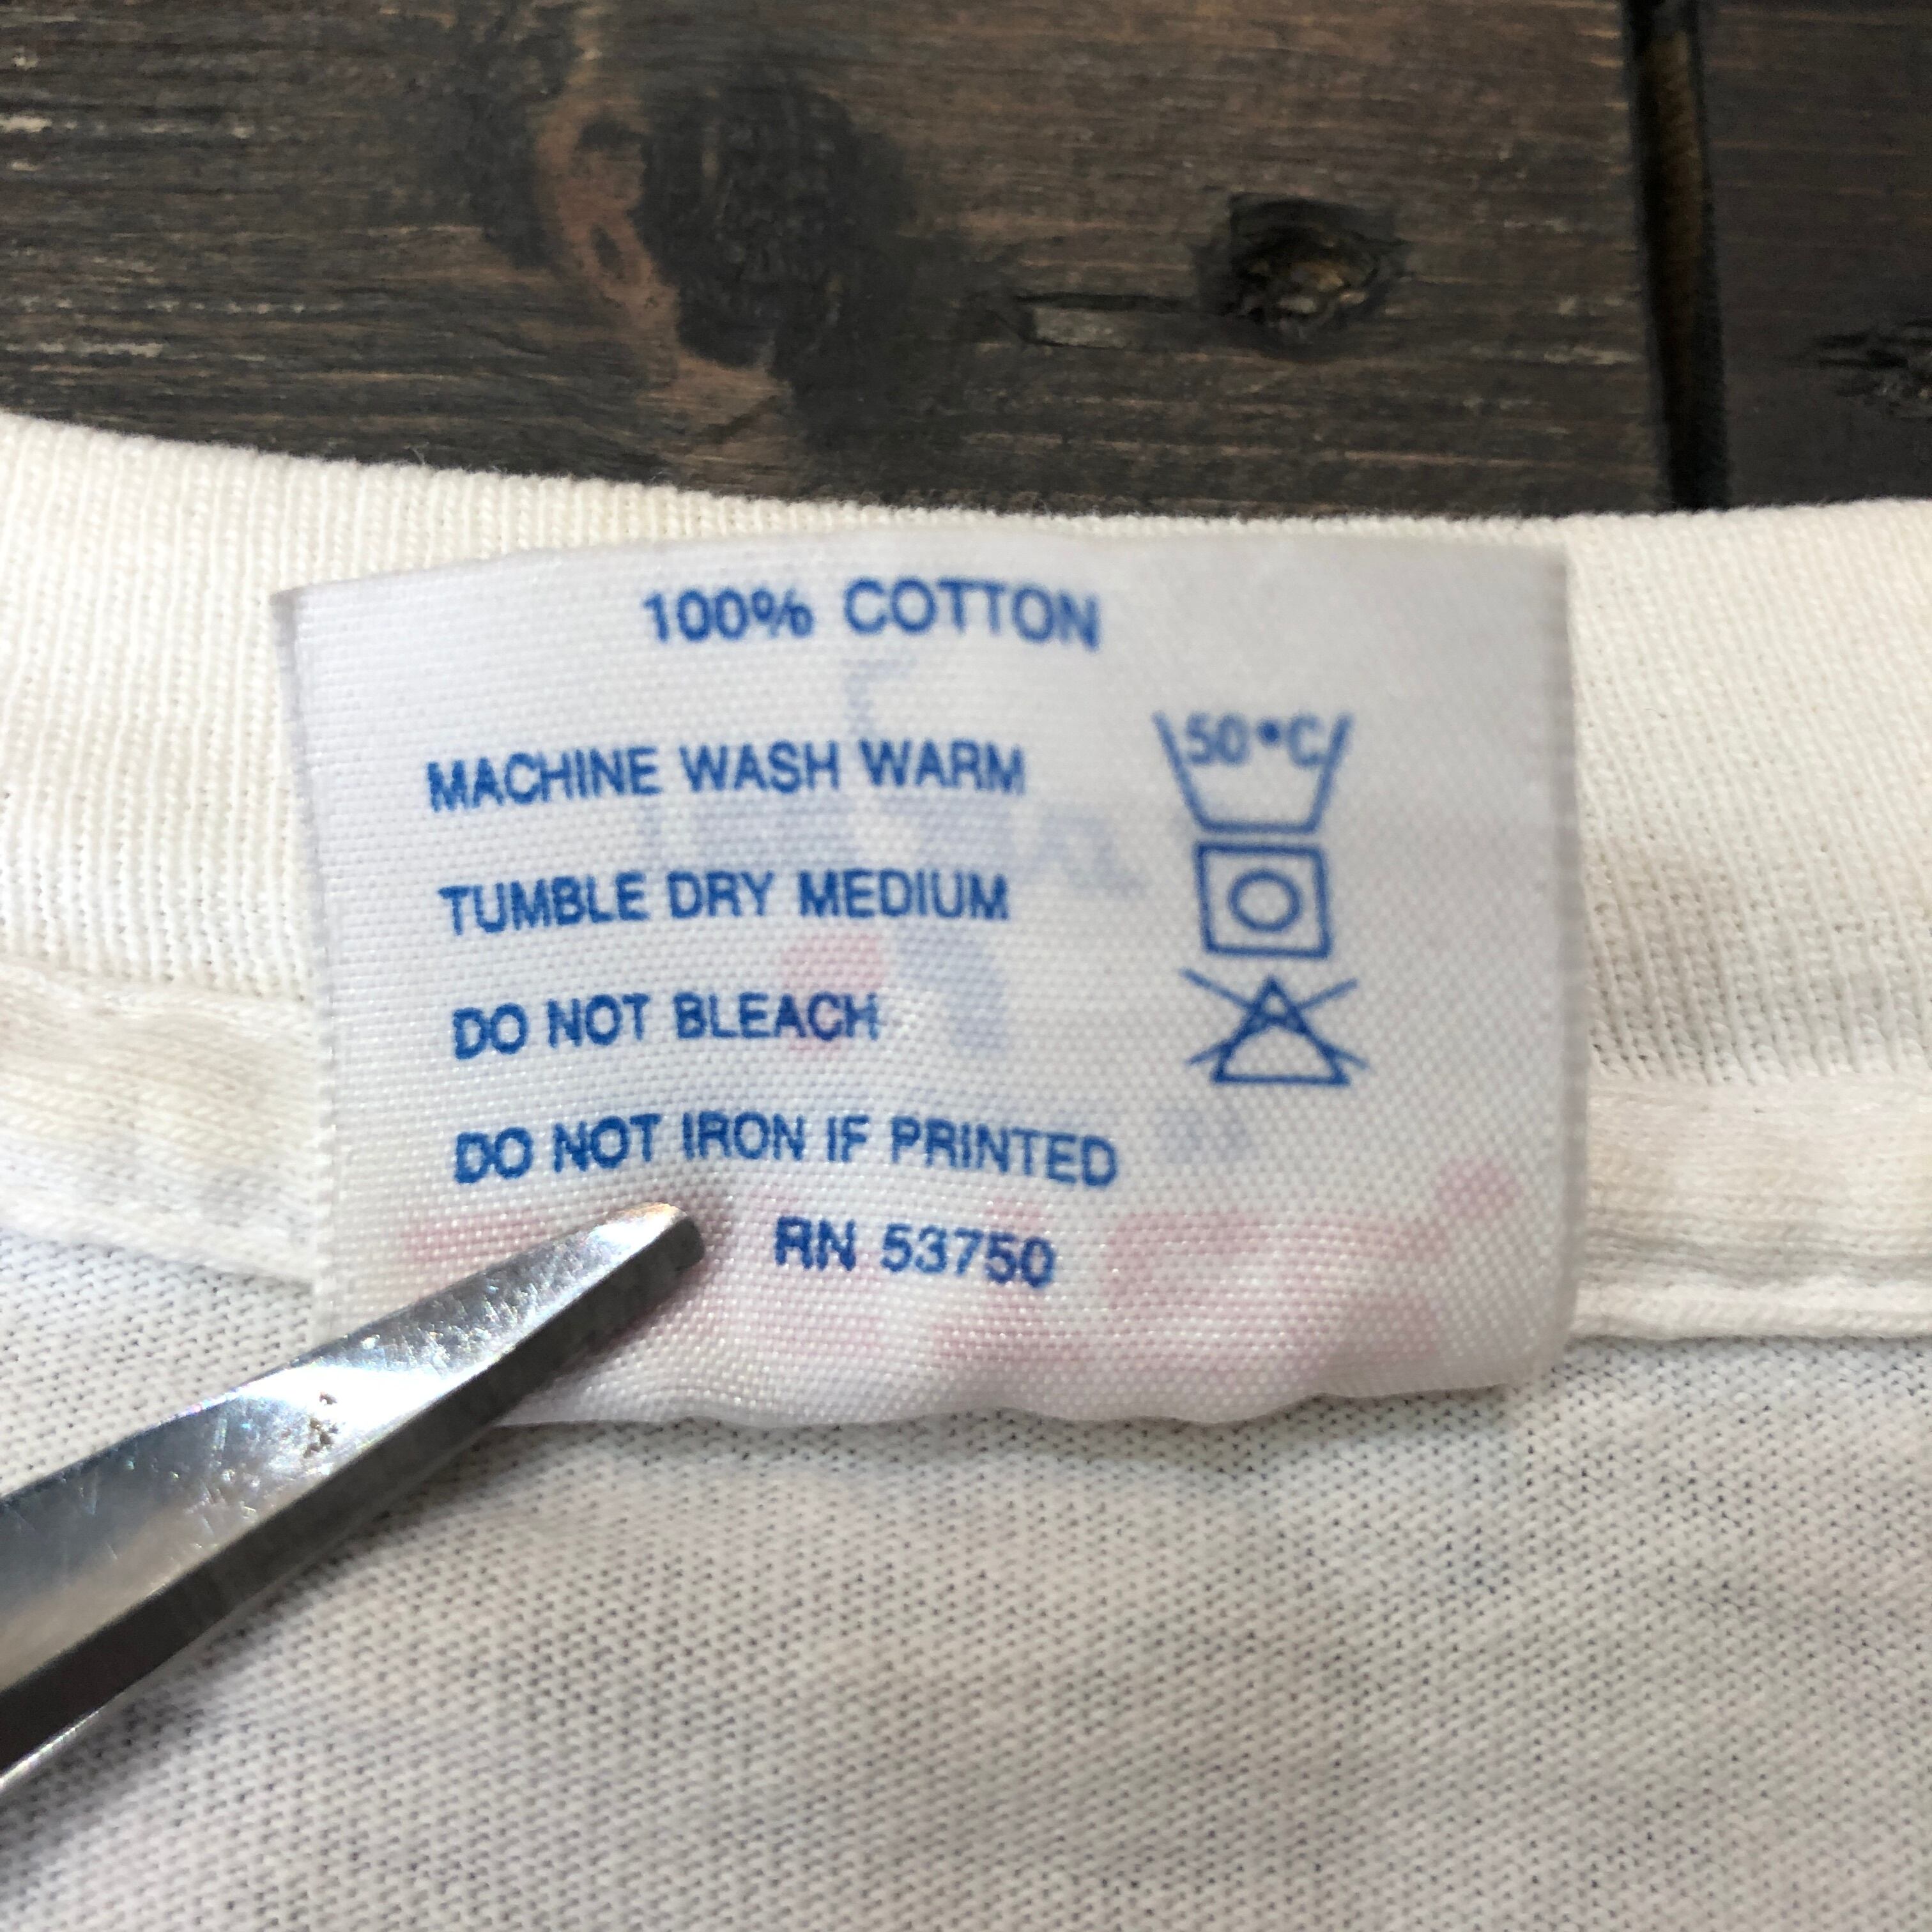 100% COTTON
MACHINE WASH WARM
50°C
TUMBLE DRY MEDIUM
DO NOT BLEACH
DO NOT IRON IF PRINTED
RN 53750